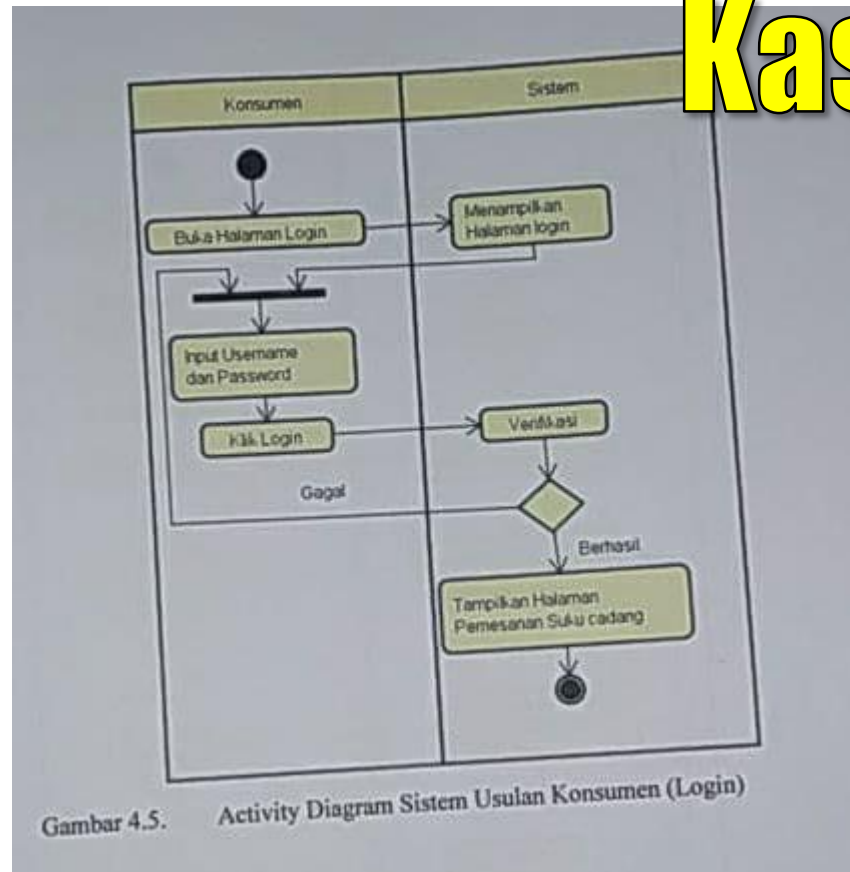 Kas
Konsumen
Sistem
Buka Halaman Login
Menampilkan
Halaman login
Input Username
dan Password
Klik Login
Verifikasi
Gagal
Berhasil
Tampilkan Halaman
Pemesanan Suku cadang
Gambar 4.5. Activity Diagram Sistem Usulan Konsumen (Login)